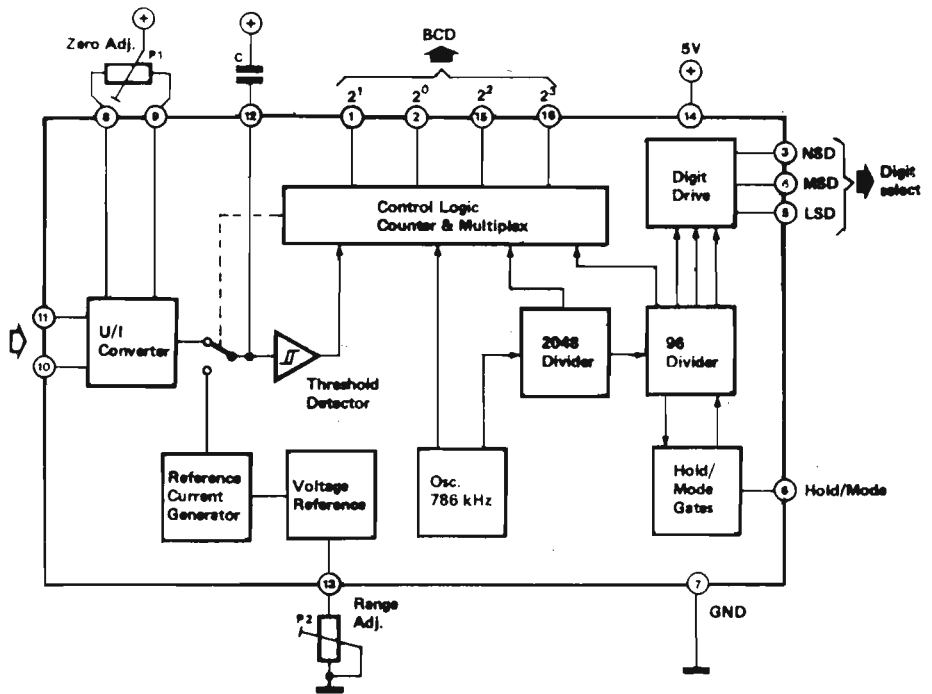 BCD
5V
Zero Adj.
P1
C
2¹
2⁰
2²
2³
8
9
12
1
2
15
16
14
3
NSD
4
MSD
5
LSD
Digit
select
Digit
Drive
Control Logic
Counter & Multiplex
11
10
U/I
Converter
Threshold
Detector
2048
Divider
96
Divider
Reference
Current
Generator
Voltage
Reference
Osc.
786 kHz
Hold/
Mode
Gates
6
Hold/Mode
13
Range
Adj.
P2
7
GND